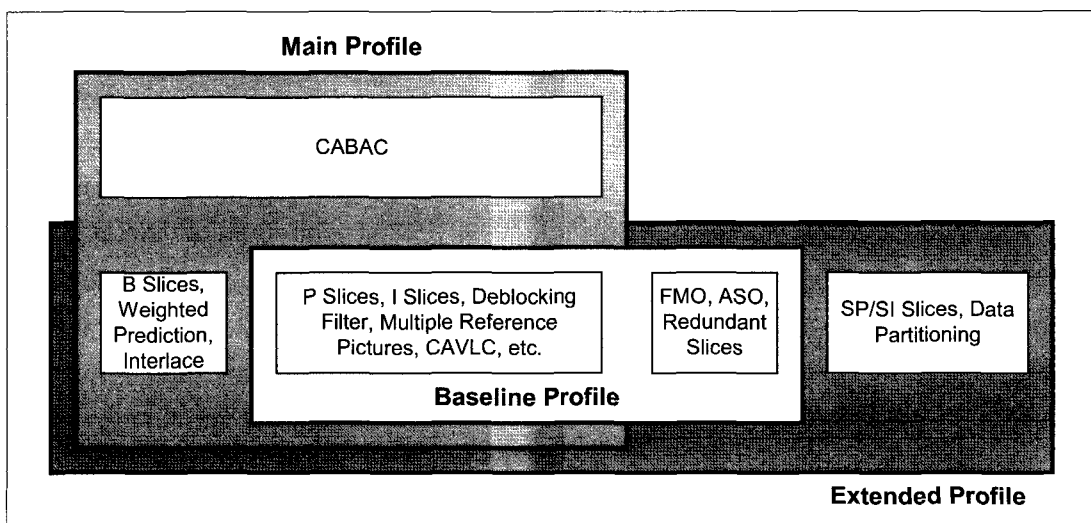 Main Profile
CABAC
B Slices,
Weighted
Prediction,
Interlace
P Slices, I Slices, Deblocking
Filter, Multiple Reference
Pictures, CAVLC, etc.
FMO, ASO,
Redundant
Slices
SP/SI Slices, Data
Partitioning
Baseline Profile
Extended Profile